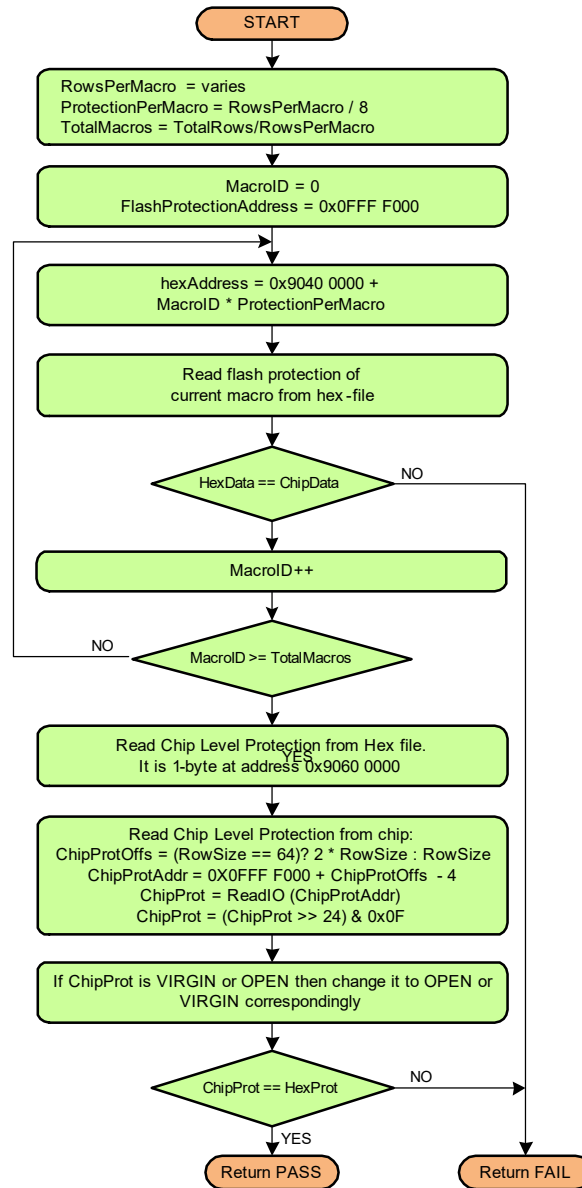 START
RowsPerMacro = varies
ProtectionPerMacro = RowsPerMacro / 8
TotalMacros = TotalRows/RowsPerMacro
MacroID = 0
FlashProtectionAddress = 0x0FFF F000
hexAddress = 0x9040 0000 +
MacroID * ProtectionPerMacro
Read flash protection of
current macro from hex-file
HexData == ChipData
NO
MacroID++
NO
MacroID >= TotalMacros
YES
Read Chip Level Protection from Hex file.
It is 1-byte at address 0x9060 0000
Read Chip Level Protection from chip:
ChipProtOffs = (RowSize == 64)? 2 * RowSize : RowSize
ChipProtAddr = 0X0FFF F000 + ChipProtOffs - 4
ChipProt = ReadIO (ChipProtAddr)
ChipProt = (ChipProt >> 24) & 0x0F
If ChipProt is VIRGIN or OPEN then change it to OPEN or
VIRGIN correspondingly
ChipProt == HexProt
NO
YES
Return PASS
Return FAIL